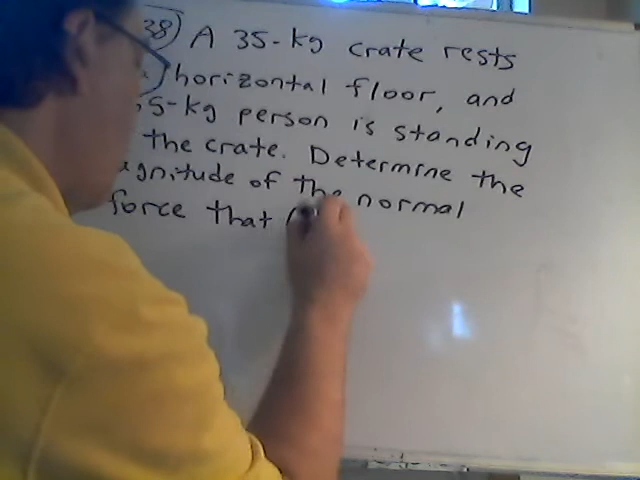 38) A 35-kg crate rests
horizontal floor, and
5-kg person is standing
the crate. Determine the
gnitude of the normal
force that